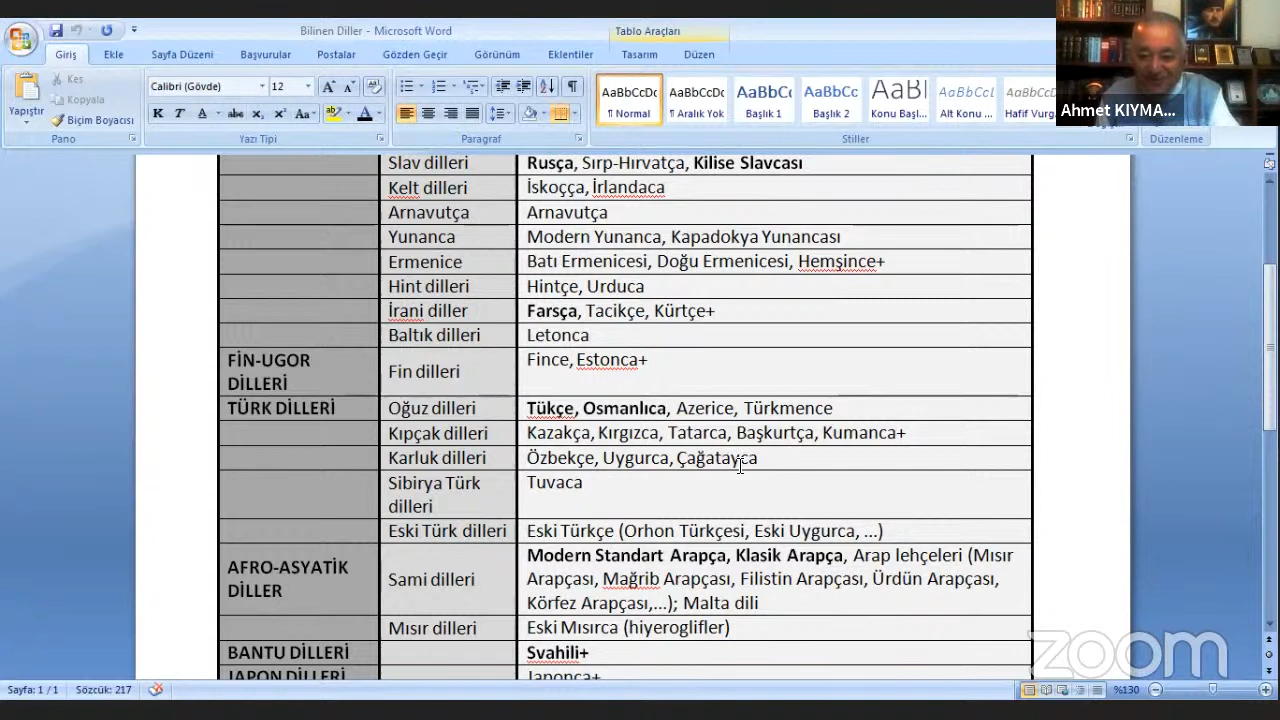 Bilinen Diller - Microsoft Word
Tablo Araçları
Giriş Ekle Sayfa Düzeni Başvurular Postalar Gözden Geçir Görünüm Eklentiler Tasarım Düzen
Yapıştır
Kes
Kopyala
Biçim Boyacısı
Calibri (Gövde) 12
AaBbCcDc AaBbCcDc AaBbCc AaBbCc AaBbl AaBbCcL AaBbCcDc
¶ Normal ¶ Aralık Yok Başlık 1 Başlık 2 Konu Başl... Alt Konu ... Hafif Vurg
Pano Yazı Tipi Paragraf Stiller Düzenleme
Ahmet KIYMA...
Slav dilleri Rusça, Sırp-Hırvatça, Kilise Slavcası
Kelt dilleri İskoçça, İrlandaca
Arnavutça Arnavutça
Yunanca Modern Yunanca, Kapadokya Yunancası
Ermenice Batı Ermenicesi, Doğu Ermenicesi, Hemşince+
Hint dilleri Hintçe, Urduca
İrani diller Farsça, Tacikçe, Kürtçe+
Baltık dilleri Letonca
FİN-UGOR
DİLLERİ
Fin dilleri
Fince, Estonca+
TÜRK DİLLERİ Oğuz dilleri Tükçe, Osmanlıca, Azerice, Türkmence
Kıpçak dilleri Kazakça, Kırgızca, Tatarca, Başkurtça, Kumanca+
Karluk dilleri Özbekçe, Uygurca, Çağatayca
Sibirya Türk
dilleri
Tuvaca
Eski Türk dilleri Eski Türkçe (Orhon Türkçesi, Eski Uygurca, ...)
AFRO-ASYATİK
DİLLER
Sami dilleri
Modern Standart Arapça, Klasik Arapça, Arap lehçeleri (Mısır
Arapçası, Mağrib Arapçası, Filistin Arapçası, Ürdün Arapçası,
Körfez Arapçası,...); Malta dili
Mısır dilleri Eski Mısırca (hiyeroglifler)
BANTU DİLLERİ Svahili+
JAPON DİLLERİ Japonca+
zoom
Sayfa: 1 / 1 Sözcük: 217 %130